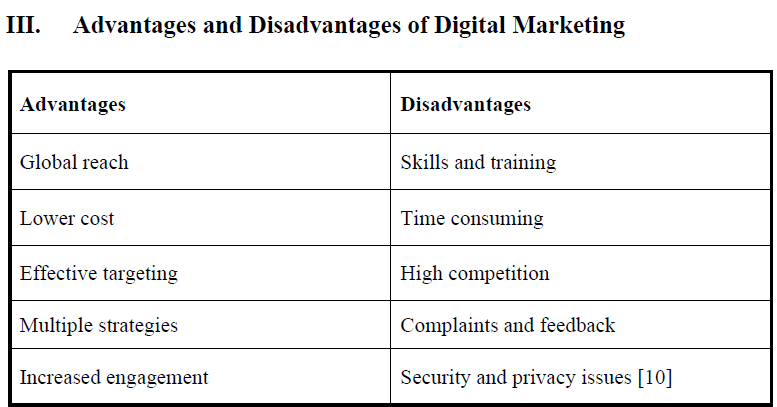 III. Advantages and Disadvantages of Digital Marketing
Advantages Disadvantages
Global reach Skills and training
Lower cost Time consuming
Effective targeting High competition
Multiple strategies Complaints and feedback
Increased engagement Security and privacy issues [10]